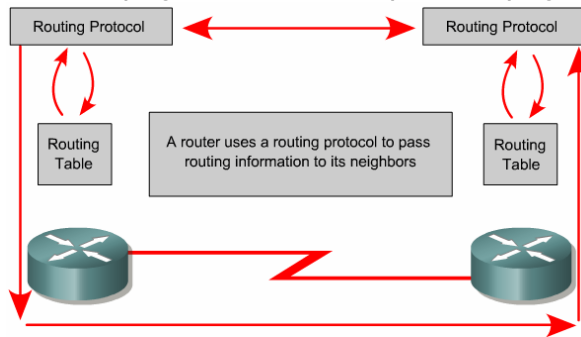 Routing Protocol
Routing Protocol
Routing
Table
A router uses a routing protocol to pass
routing information to its neighbors
Routing
Table